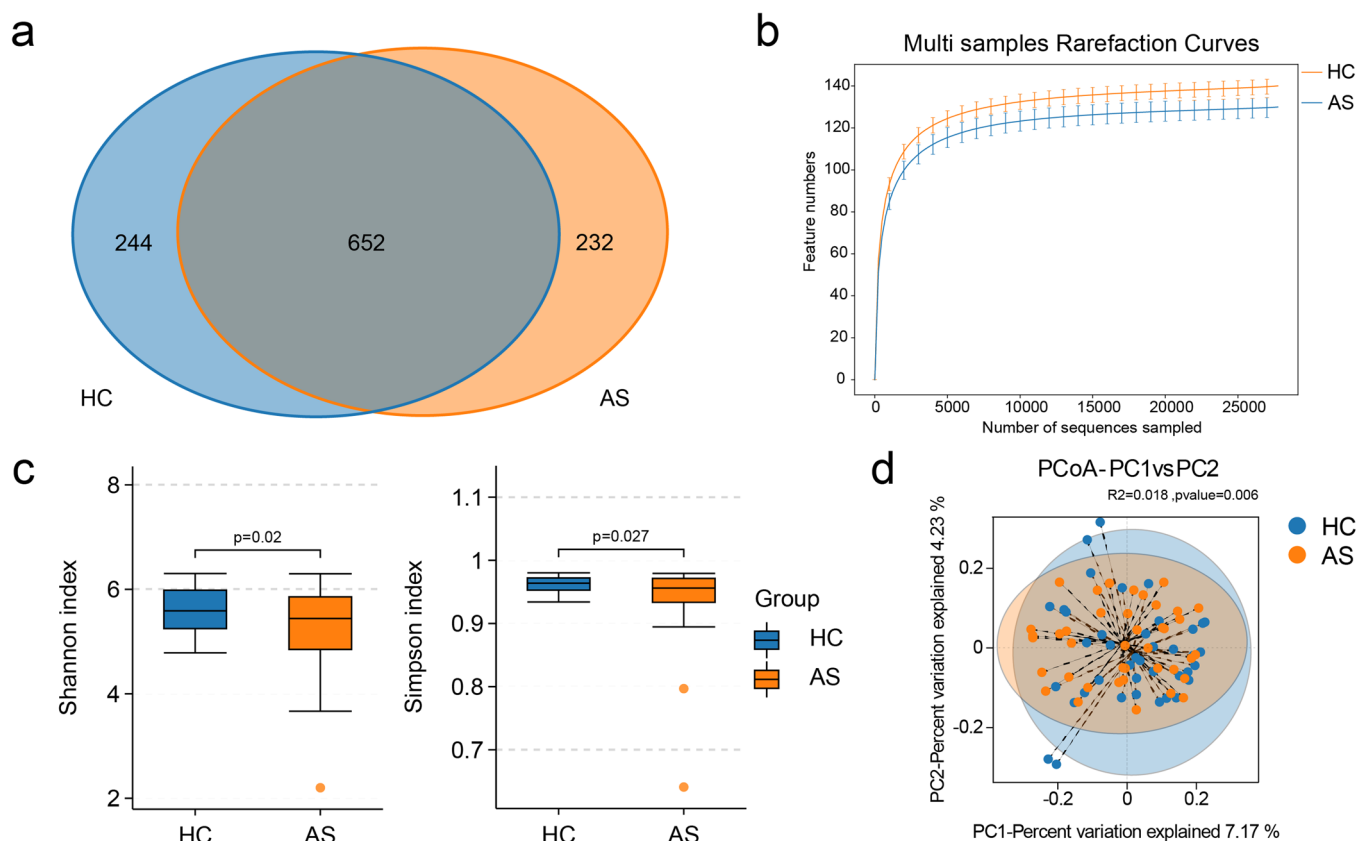 a
244
652
232
HC
AS
b
Multi samples Rarefaction Curves
HC
AS
Feature numbers
140
120
100
80
60
40
20
0
0
5000
10000
15000
20000
25000
Number of sequences sampled
c
Shannon index
8
6
4
2
p=0.02
HC
AS
Simpson index
1.1
1
0.9
0.8
0.7
p=0.027
HC
AS
Group
HC
AS
d
PCoA-PC1vsPC2
R2=0.018 ,pvalue=0.006
HC
AS
PC2-Percent variation explained 4.23 %
0.2
0
-0.2
-0.2
0
0.2
PC1-Percent variation explained 7.17 %